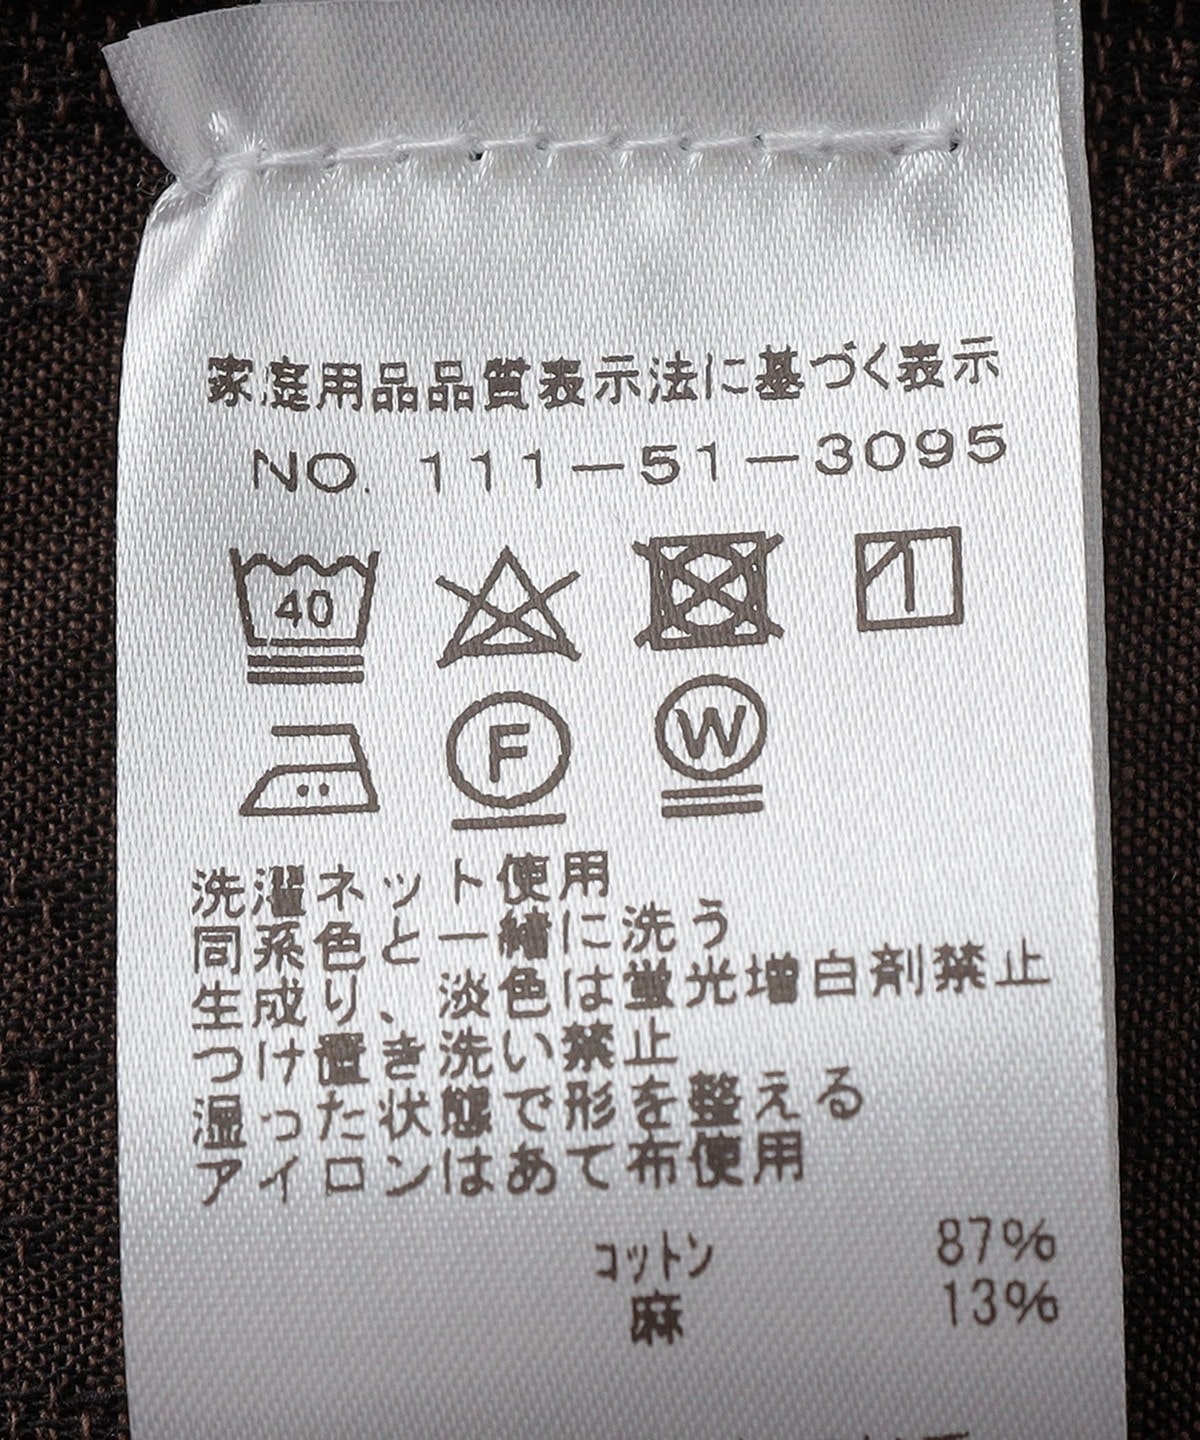 家庭用品品質表示法に基づく表示
NO. 111-51-3095
40
F W
洗濯ネット使用
同系色と一緒に洗う
生成り、淡色は蛍光増白剤禁止
つけ置き洗い禁止
湿った状態で形を整える
アイロンはあて布使用
コットン 87%
麻 13%